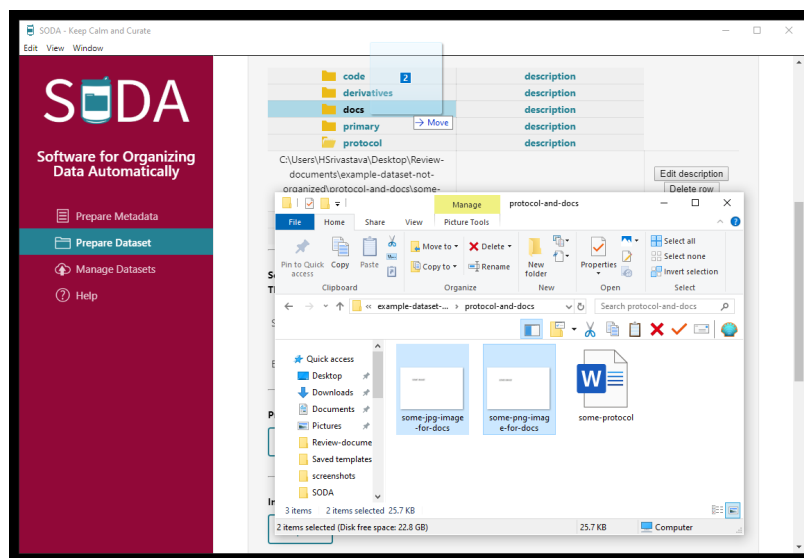 SODA - Keep Calm and Curate
Edit View Window
SODA
Software for Organizing
Data Automatically
Prepare Metadata
Prepare Dataset
Manage Datasets
? Help
code description
2
derivatives description
docs description
→ Move
primary description
protocol description
C:\Users\HSrivastava\Desktop\Review-
documents\example-dataset-not-
organized\protocol-and-docs\some-
Edit description
Delete row
Manage protocol-and-docs
File Home Share View Picture Tools
Pin to Quick access
Copy
Paste
Move to
Copy to
Delete
Rename
New folder
Properties
Select all
Select none
Invert selection
Clipboard Organize New Open Select
« example-dataset-... › protocol-and-docs
Search protocol-and-docs
Quick access
Desktop
Downloads
Documents
Pictures
Review-docume
Saved templates
screenshots
SODA
some-jpg-image
-for-docs
some-png-imag
e-for-docs
W
some-protocol
3 items 2 items selected 25.7 KB
2 items selected (Disk free space: 22.8 GB) 25.7 KB Computer